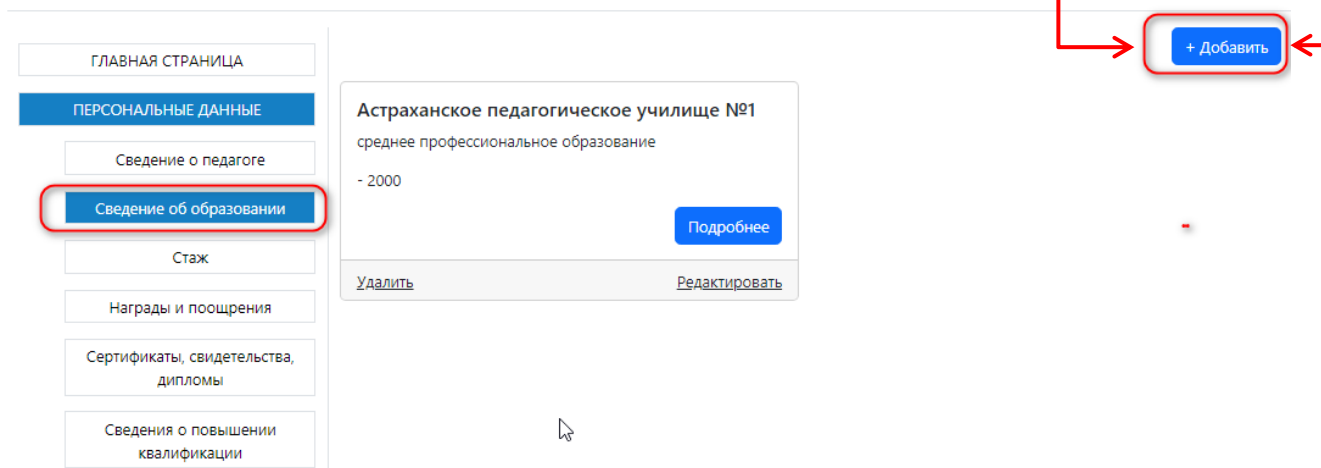 + Добавить
ГЛАВНАЯ СТРАНИЦА
ПЕРСОНАЛЬНЫЕ ДАННЫЕ
Сведение о педагоге
Сведение об образовании
Стаж
Награды и поощрения
Сертификаты, свидетельства,
дипломы
Сведения о повышении
квалификации
Астраханское педагогическое училище №1
среднее профессиональное образование
- 2000
Подробнее
Удалить
Редактировать
-